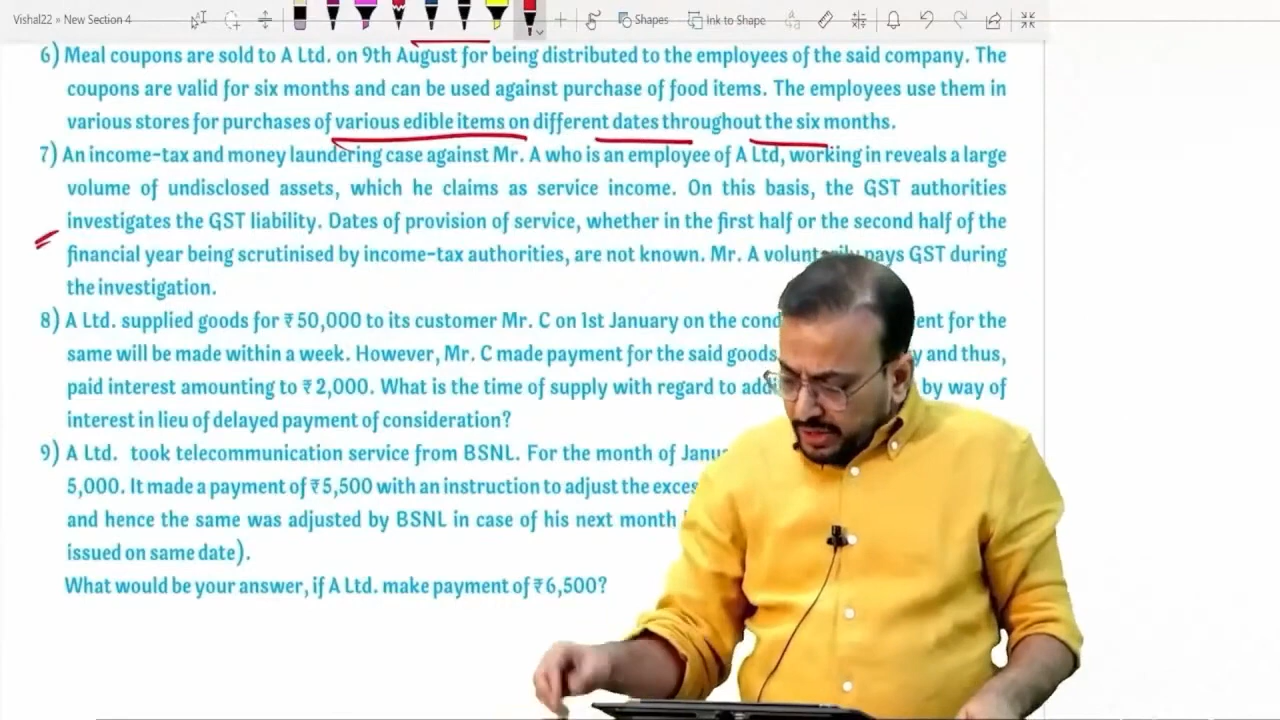 Vishal22 » New Section 4
Shapes
Ink to Shape
6) Meal coupons are sold to A Ltd. on 9th August for being distributed to the employees of the said company. The
coupons are valid for six months and can be used against purchase of food items. The employees use them in
various stores for purchases of various edible items on different dates throughout the six months.
7) An income-tax and money laundering case against Mr. A who is an employee of A Ltd, working in reveals a large
volume of undisclosed assets, which he claims as service income. On this basis, the GST authorities
investigates the GST liability. Dates of provision of service, whether in the first half or the second half of the
financial year being scrutinised by income-tax authorities, are not known. Mr. A voluntarily pays GST during
the investigation.
8) A Ltd. supplied goods for ₹ 50,000 to its customer Mr. C on 1st January on the for the
same will be made within a week. However, Mr. C made payment for the said goods and thus,
paid interest amounting to ₹ 2,000. What is the time of supply with regard to by way of
interest in lieu of delayed payment of consideration?
9) A Ltd. took telecommunication service from BSNL. For the month of
5,000. It made a payment of ₹ 5,500 with an instruction to adjust the
and hence the same was adjusted by BSNL in case of his next month
issued on same date).
What would be your answer, if A Ltd. make payment of ₹ 6,500?